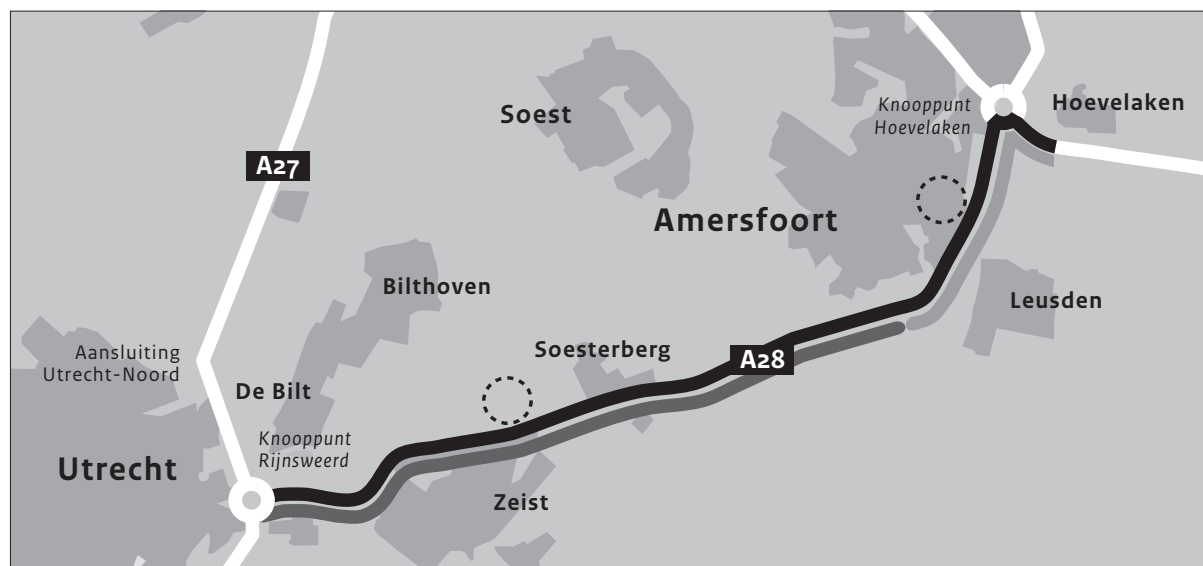 Soest
Knooppunt
Hoevelaken
Hoevelaken
A27
Amersfoort
Bilthoven
Leusden
Aansluiting
Utrecht-Noord
Soesterberg
A28
De Bilt
Knooppunt
Rijnsweerd
Utrecht
Zeist